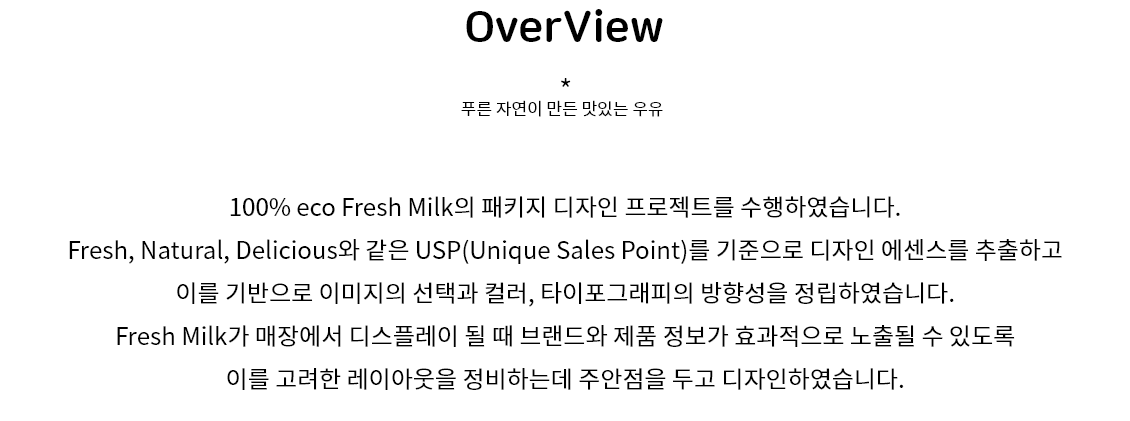 OverView
*
푸른 자연이 만든 맛있는 우유
100% eco Fresh Milk의 패키지 디자인 프로젝트를 수행하였습니다.
Fresh, Natural, Delicious와 같은 USP(Unique Sales Point)를 기준으로 디자인 에센스를 추출하고
이를 기반으로 이미지의 선택과 컬러, 타이포그래피의 방향성을 정립하였습니다.
Fresh Milk가 매장에서 디스플레이 될 때 브랜드와 제품 정보가 효과적으로 노출될 수 있도록
이를 고려한 레이아웃을 정비하는데 주안점을 두고 디자인하였습니다.